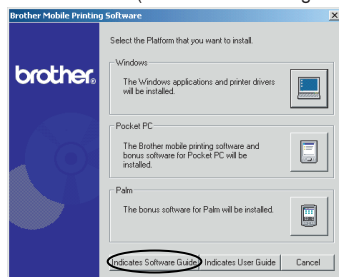 Brother Mobile Printing Software
Select the Platform that you want to install.
brother®
Windows
The Windows applications and printer drivers
will be installed.
Pocket PC
The Brother mobile printing software and
bonus software for Pocket PC will be
installed.
Palm
The bonus software for Palm will be installed.
Indicates Software Guide
Indicates User Guide
Cancel